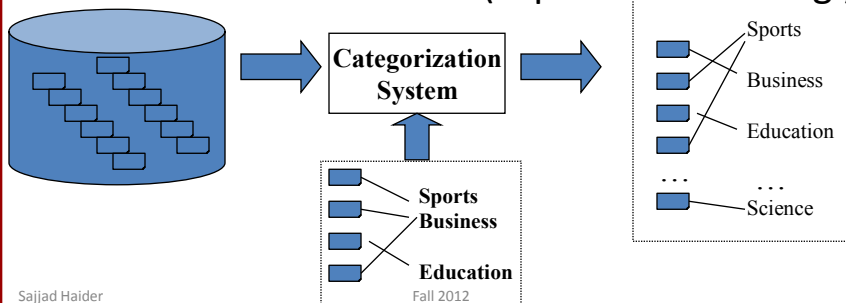 Sports
Categorization
System
Business
Education
... ...
Science
Sports
Business
Education
Sajjad Haider
Fall 2012